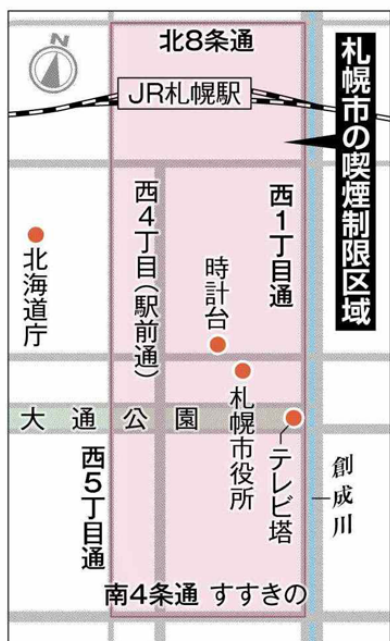 札幌市の喫煙制限区域
N
北8条通
JR札幌駅
西1丁目通
西4丁目(駅前通)
時計台
北海道庁
札幌市役所
テレビ塔
大通公園
創成川
西5丁目通
南4条通 すすきの